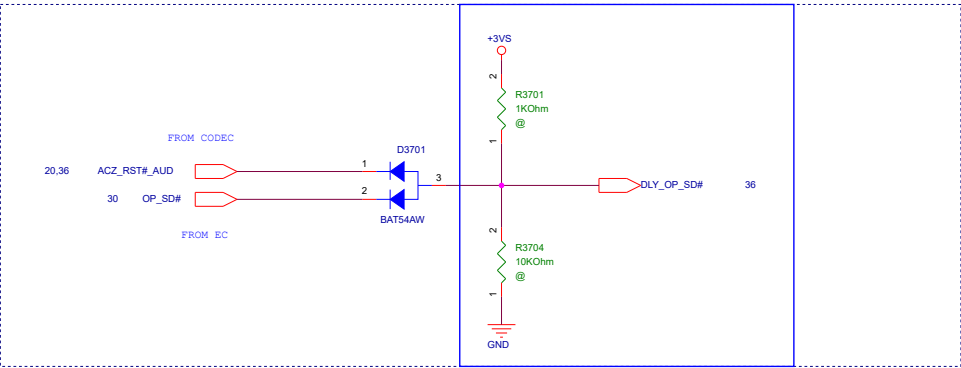 +3VS
2
R3701
1KOhm
@
1
FROM CODEC
D3701
20,36 ACZ_RST#_AUD 1
3
DLY_OP_SD# 36
30 OP_SD# 2
BAT54AW
FROM EC
2
R3704
10KOhm
@
1
GND